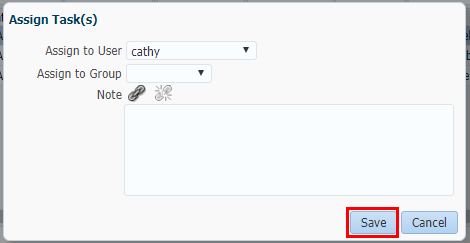 Assign Task(s)
Assign to User cathy
Assign to Group
Note
Save Cancel